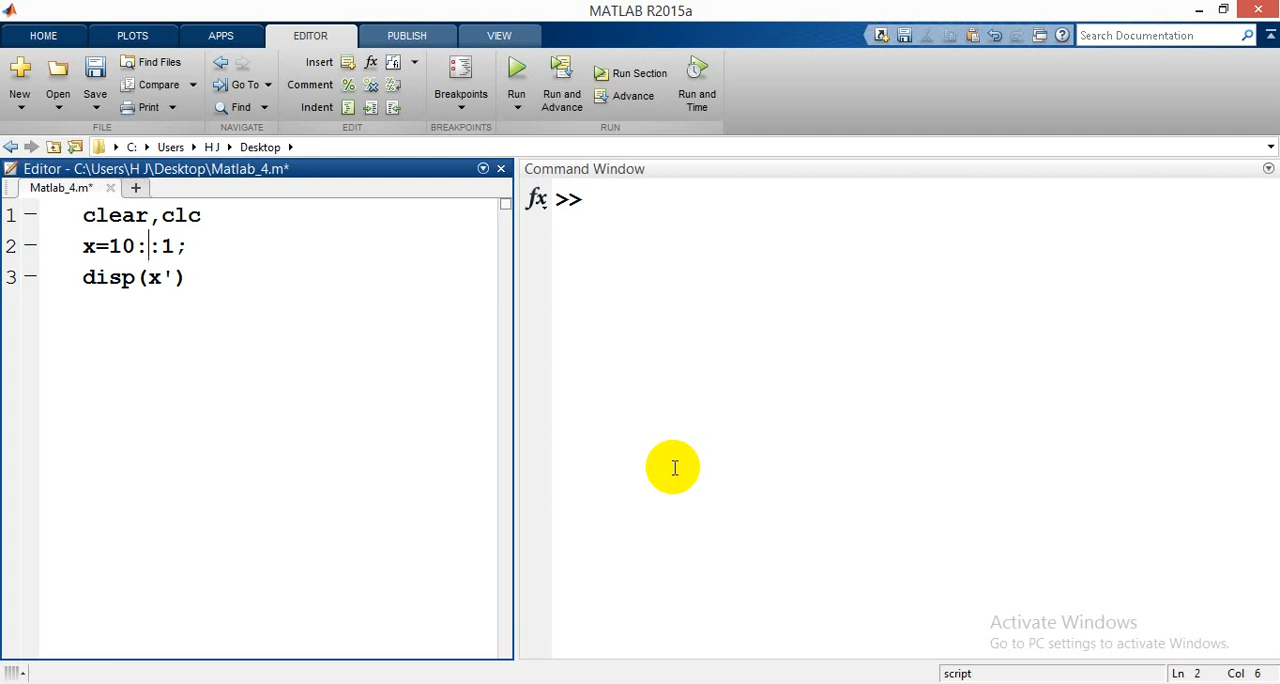 MATLAB R2015a
HOME PLOTS APPS EDITOR PUBLISH VIEW Search Documentation
New Open Save Find Files Compare Print
Go To Find
Insert fx Comment % Indent
Breakpoints
Run Run and Advance Run Section Advance Run and Time
FILE NAVIGATE EDIT BREAKPOINTS RUN
C: Users H J Desktop
Editor - C:\Users\H J\Desktop\Matlab_4.m*
Matlab_4.m* +
1 clear,clc
2 x=10::1;
3 disp(x')
Command Window
fx >>
Activate Windows
Go to PC settings to activate Windows.
script Ln 2 Col 6